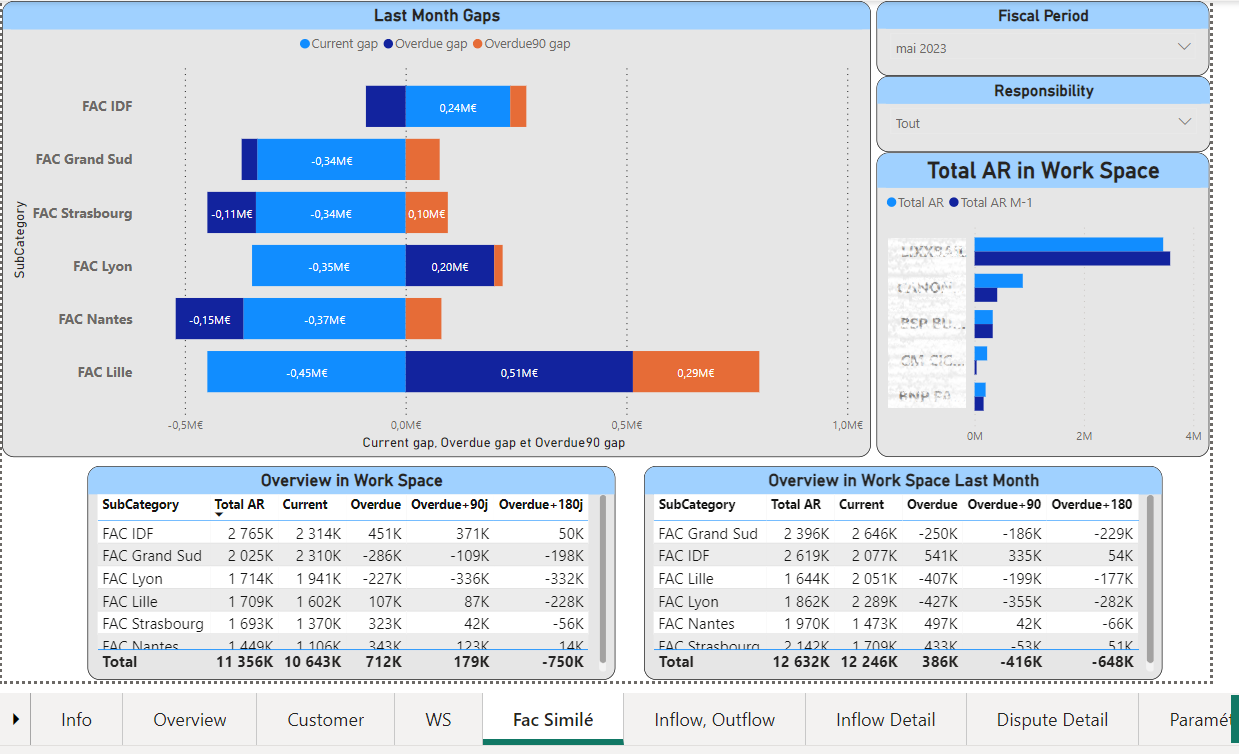 Last Month Gaps
Current gap Overdue gap Overdue90 gap
SubCategory
FAC IDF 0,24M€
FAC Grand Sud -0,34M€
FAC Strasbourg -0,11M€ -0,34M€ 0,10M€
FAC Lyon -0,35M€ 0,20M€
FAC Nantes -0,15M€ -0,37M€
FAC Lille -0,45M€ 0,51M€ 0,29M€
-0,5M€ 0,0M€ 0,5M€ 1,0M€
Current gap, Overdue gap et Overdue90 gap
Fiscal Period
mai 2023
Responsibility
Tout
Total AR in Work Space
Total AR Total AR M-1
0M 2M 4M
Overview in Work Space
SubCategory Total AR Current Overdue Overdue+90j Overdue+180j
FAC IDF 2 765K 2 314K 451K 371K 50K
FAC Grand Sud 2 025K 2 310K -286K -109K -198K
FAC Lyon 1 714K 1 941K -227K -336K -332K
FAC Lille 1 709K 1 602K 107K 87K -228K
FAC Strasbourg 1 693K 1 370K 323K 42K -56K
FAC Nantes 1 449K 1 106K 343K 123K 14K
Total 11 356K 10 643K 712K 179K -750K
Overview in Work Space Last Month
SubCategory Total AR Current Overdue Overdue+90 Overdue+180
FAC Grand Sud 2 396K 2 646K -250K -186K -229K
FAC IDF 2 619K 2 077K 541K 335K 54K
FAC Lille 1 644K 2 051K -407K -199K -177K
FAC Lyon 1 862K 2 289K -427K -355K -282K
FAC Nantes 1 970K 1 473K 497K 42K -66K
FAC Strasbourg 2 142K 1 709K 433K -53K 51K
Total 12 632K 12 246K 386K -416K -648K
Info Overview Customer WS Fac Similé Inflow, Outflow Inflow Detail Dispute Detail Paramét